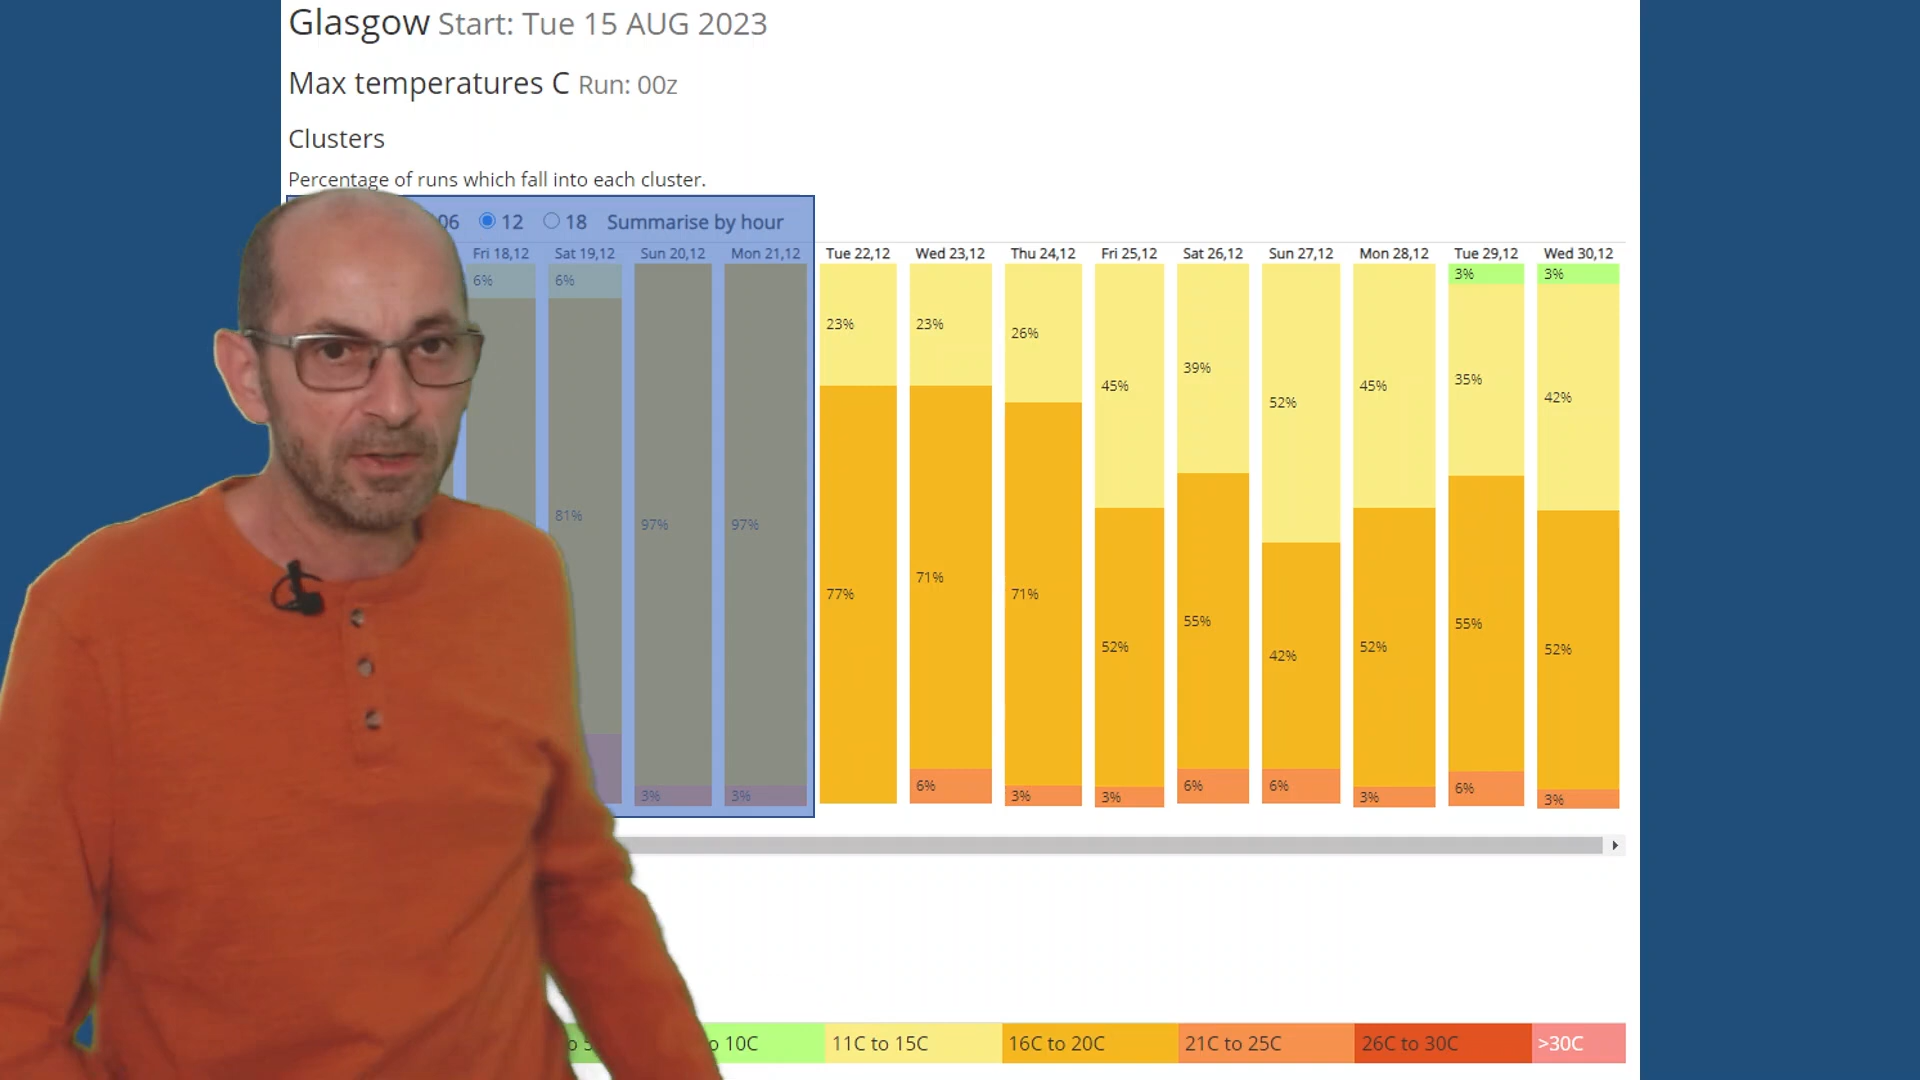 Glasgow Start: Tue 15 AUG 2023
Max temperatures C Run: 00z
Clusters
Percentage of runs which fall into each cluster.
06 12 18 Summarise by hour
Fri 18,12 Sat 19,12 Sun 20,12 Mon 21,12 Tue 22,12 Wed 23,12 Thu 24,12 Fri 25,12 Sat 26,12 Sun 27,12 Mon 28,12 Tue 29,12 Wed 30,12
6% 6% 3% 3%
23% 23% 26% 45% 39% 52% 45% 35% 42%
81% 97% 97% 77% 71% 71% 52% 55% 42% 52% 55% 52%
3% 3% 6% 3% 3% 6% 6% 3% 6% 3%
10C 11C to 15C 16C to 20C 21C to 25C 26C to 30C >30C